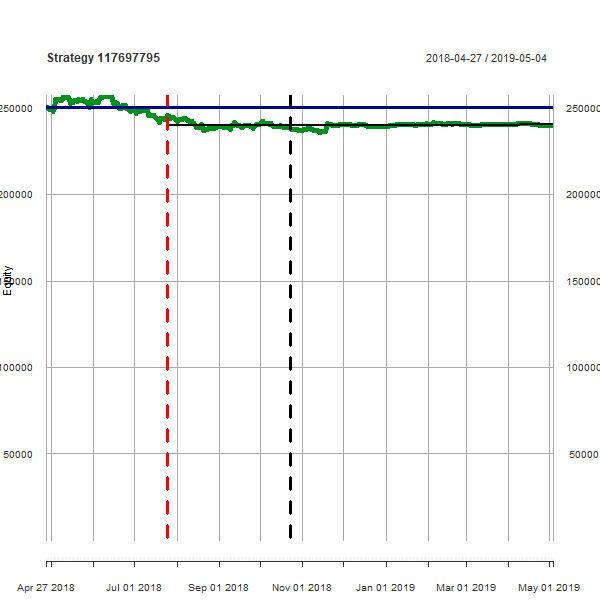 Strategy 117697795 2018-04-27 / 2019-05-04
250000 250000
200000 200000
150000 150000
100000 100000
50000 50000
Equity
Apr 27 2018 Jul 01 2018 Sep 01 2018 Nov 01 2018 Jan 01 2019 Mar 01 2019 May 01 2019